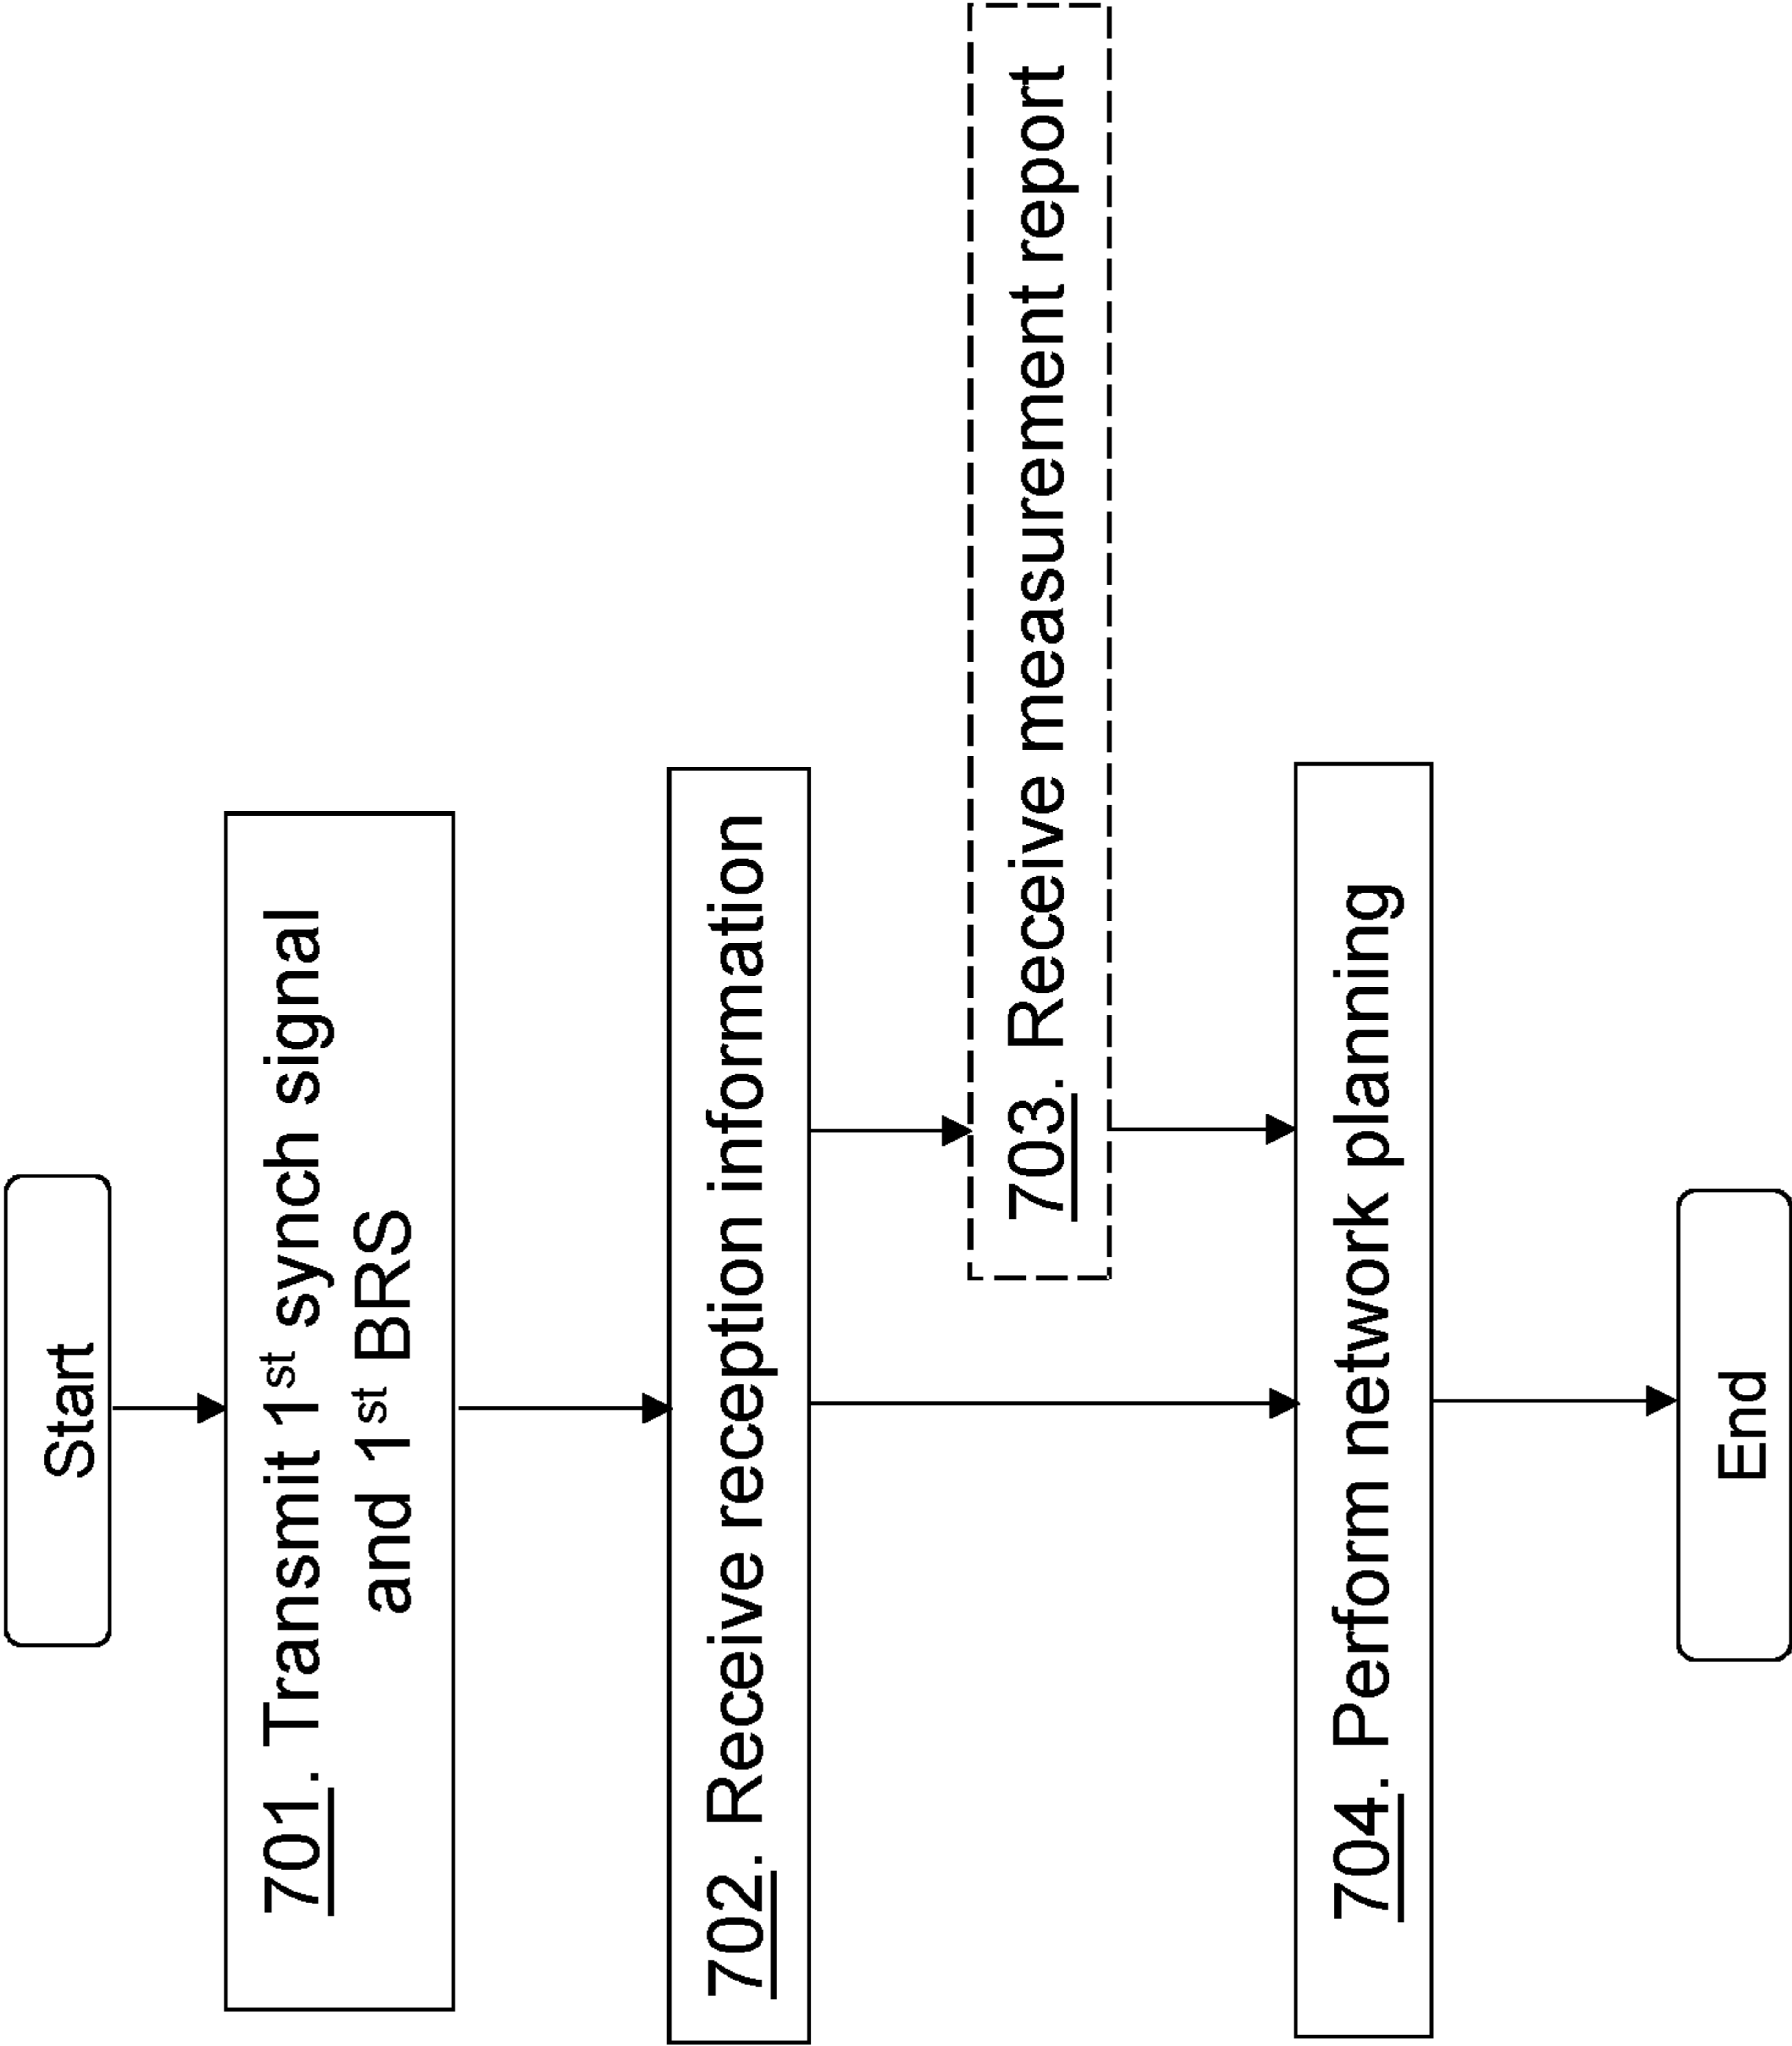 Start
701. Transmit 1st synch signal
and 1st BRS
702. Receive reception information
703. Receive measurement report
704. Perform network planning
End